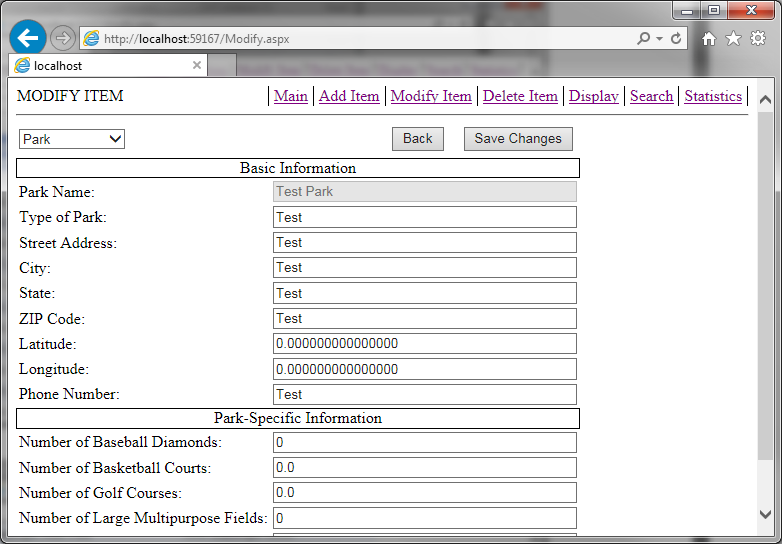 http://localhost:59167/Modify.aspx
localhost
MODIFY ITEM Main Add Item Modify Item Delete Item Display Search Statistics
Park Back Save Changes
Basic Information
Park Name: Test Park
Type of Park: Test
Street Address: Test
City: Test
State: Test
ZIP Code: Test
Latitude: 0.000000000000000
Longitude: 0.000000000000000
Phone Number: Test
Park-Specific Information
Number of Baseball Diamonds: 0
Number of Basketball Courts: 0.0
Number of Golf Courses: 0.0
Number of Large Multipurpose Fields: 0